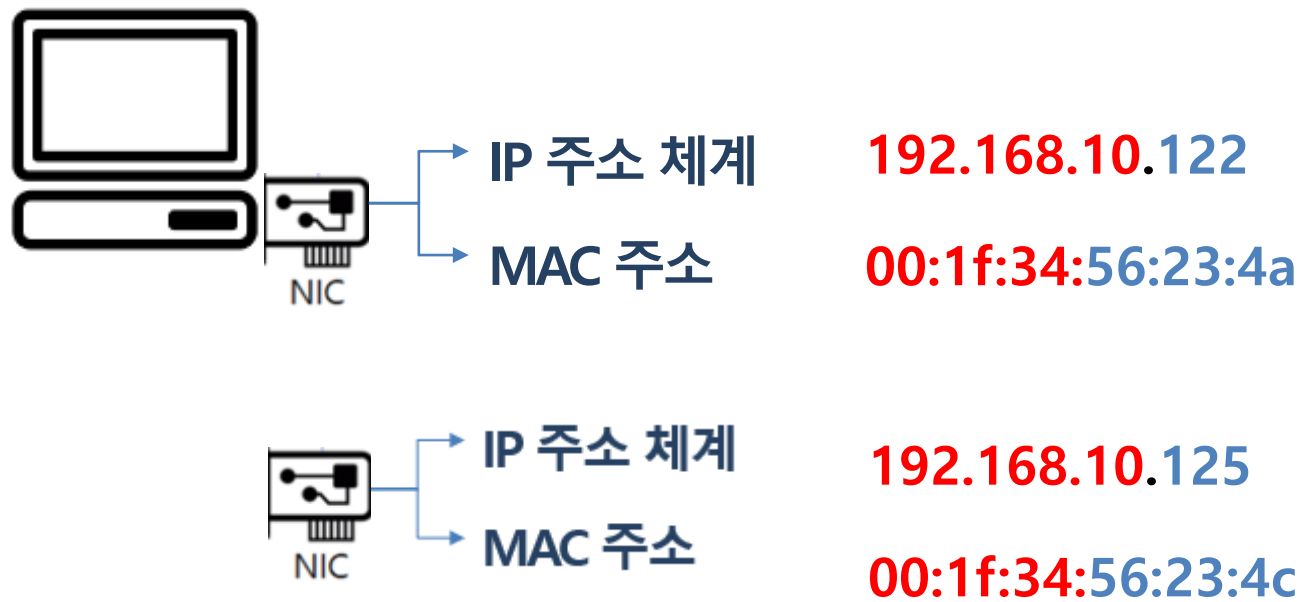 IP 주소 체계 192.168.10.122
MAC 주소 00:1f:34:56:23:4a
NIC
IP 주소 체계 192.168.10.125
MAC 주소 00:1f:34:56:23:4c
NIC